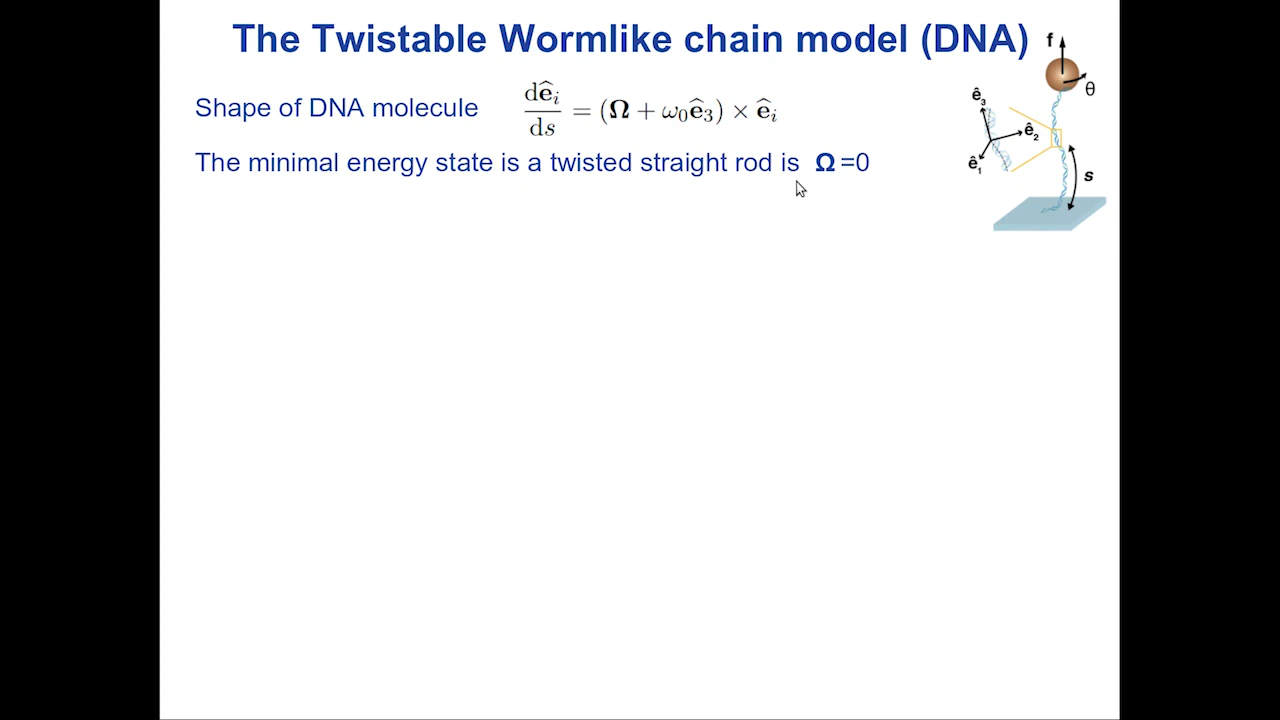 The Twistable Wormlike chain model (DNA)
Shape of DNA molecule dê_i/ds = (Ω + ω₀ê₃) × ê_i
The minimal energy state is a twisted straight rod is Ω =0
f
θ
ê₃
ê₂
ê₁
s